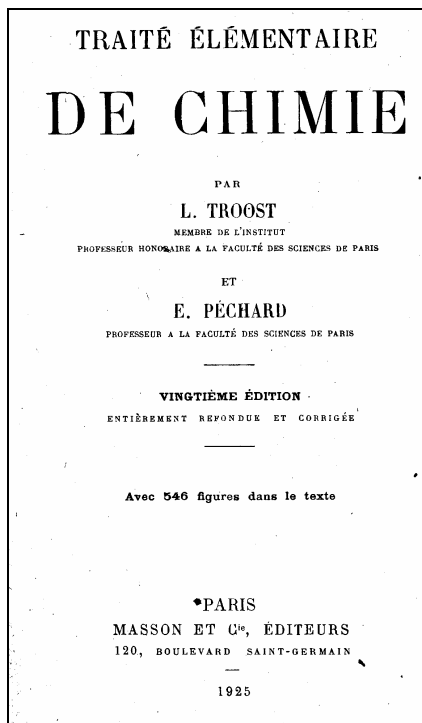 TRAITÉ ÉLÉMENTAIRE
DE CHIMIE
PAR
L. TROOST
MEMBRE DE L'INSTITUT
PROFESSEUR HONORAIRE A LA FACULTÉ DES SCIENCES DE PARIS
ET
E. PÉCHARD
PROFESSEUR A LA FACULTÉ DES SCIENCES DE PARIS
VINGTIÈME ÉDITION
ENTIÈREMENT REFONDUE ET CORRIGÉE
Avec 546 figures dans le texte
PARIS
MASSON ET Cie, ÉDITEURS
120, BOULEVARD SAINT-GERMAIN
1925